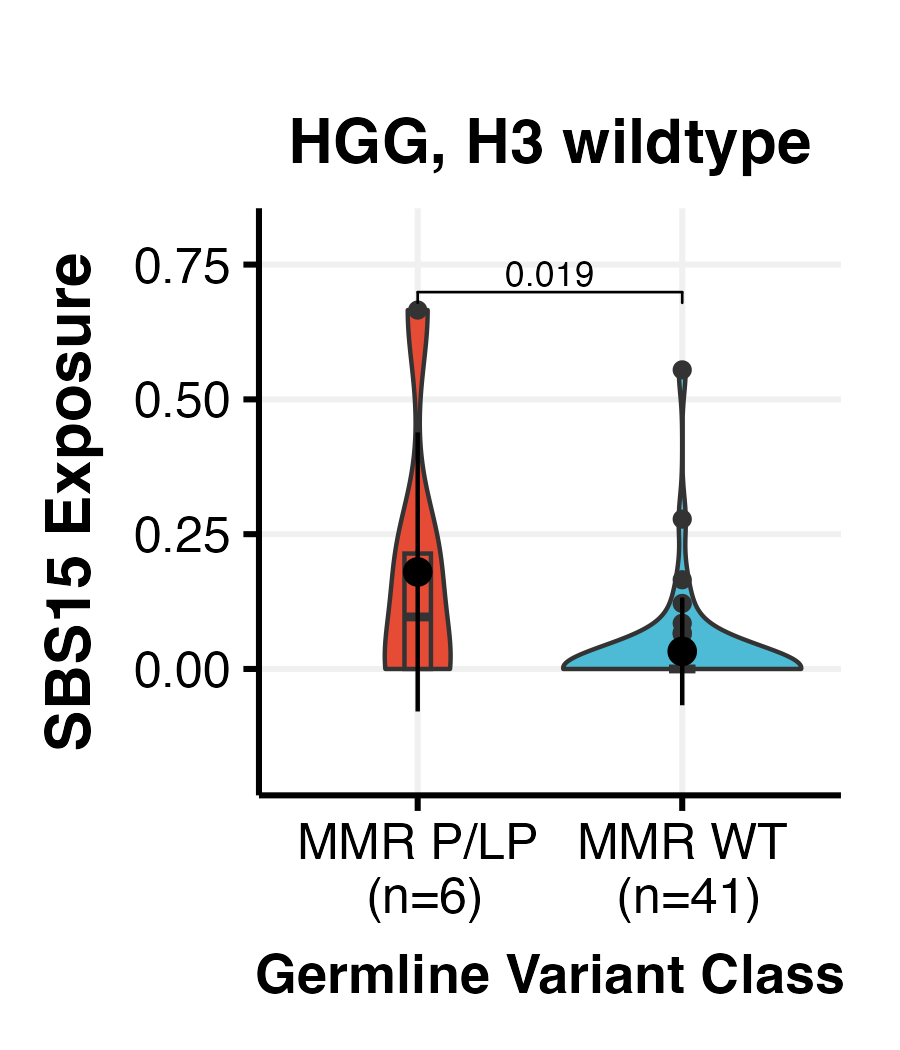 HGG, H3 wildtype
SBS15 Exposure
0.75
0.50
0.25
0.00
0.019
MMR P/LP
(n=6)
MMR WT
(n=41)
Germline Variant Class